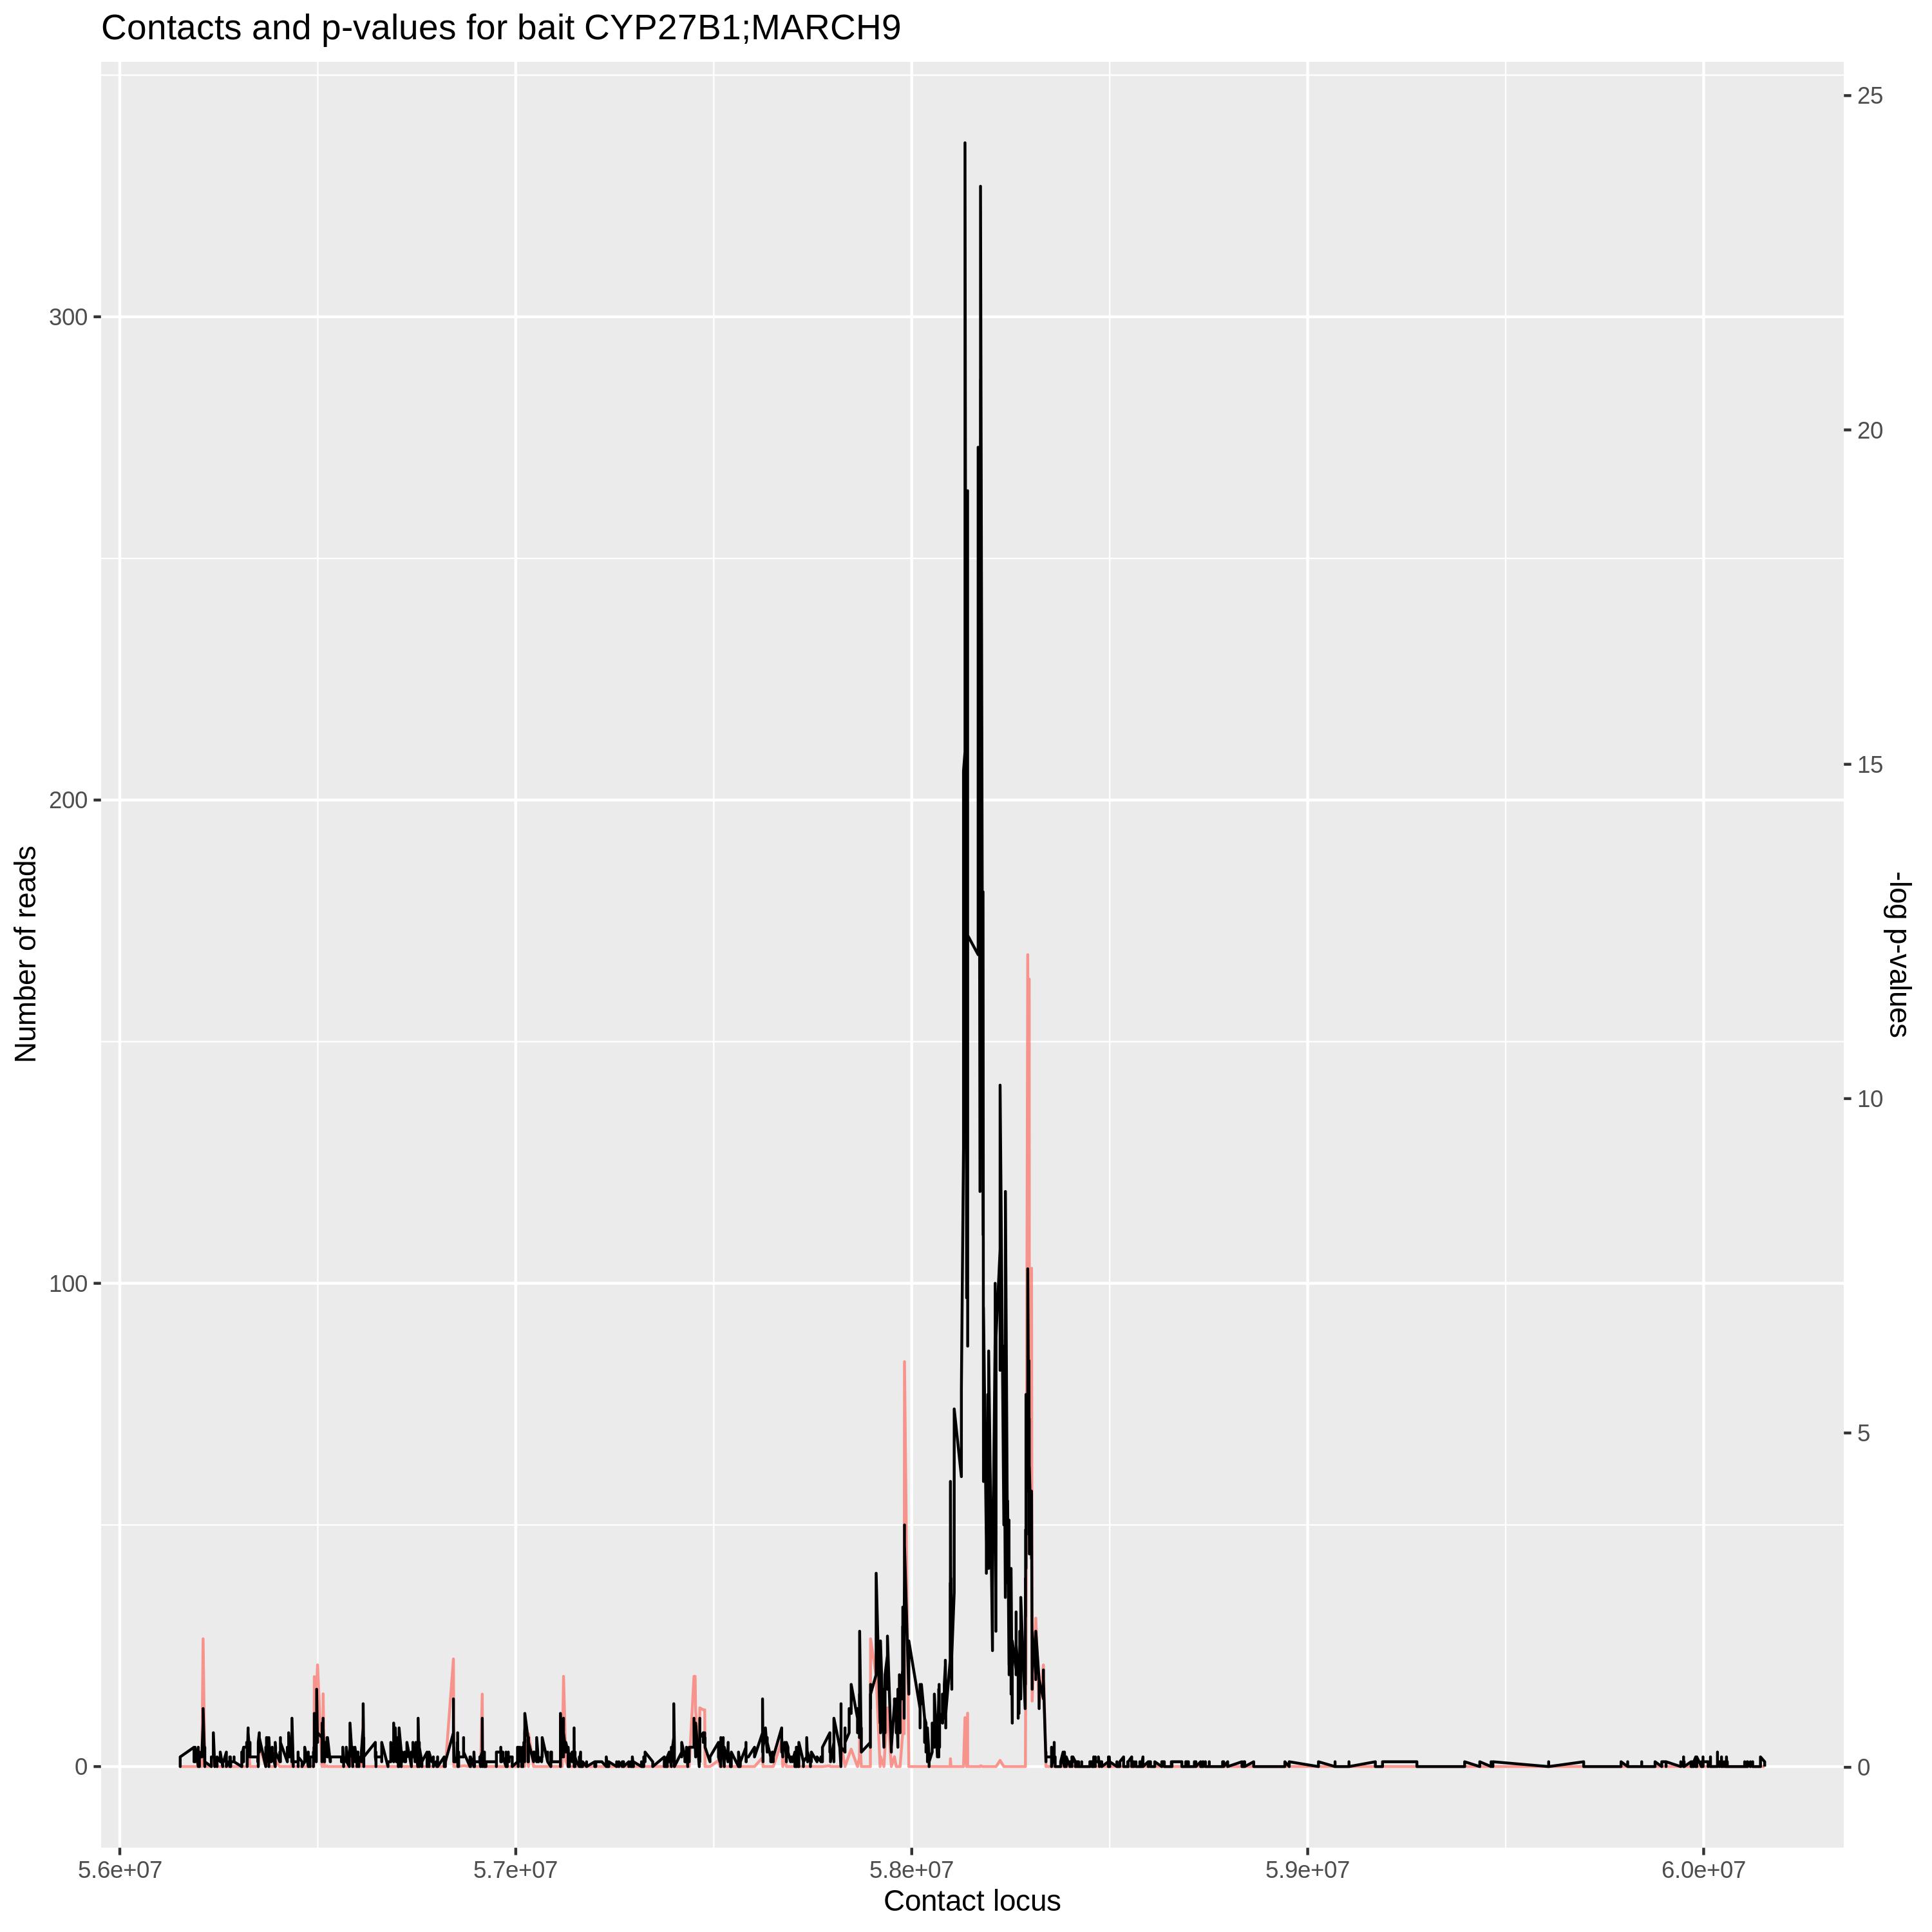 Contacts and p-values for bait CYP27B1;MARCH9
25
300
20
200
15
Number of reads
-log p-values
100
10
5
0
0
5.6e+07
5.7e+07
5.8e+07
5.9e+07
6.0e+07
Contact locus